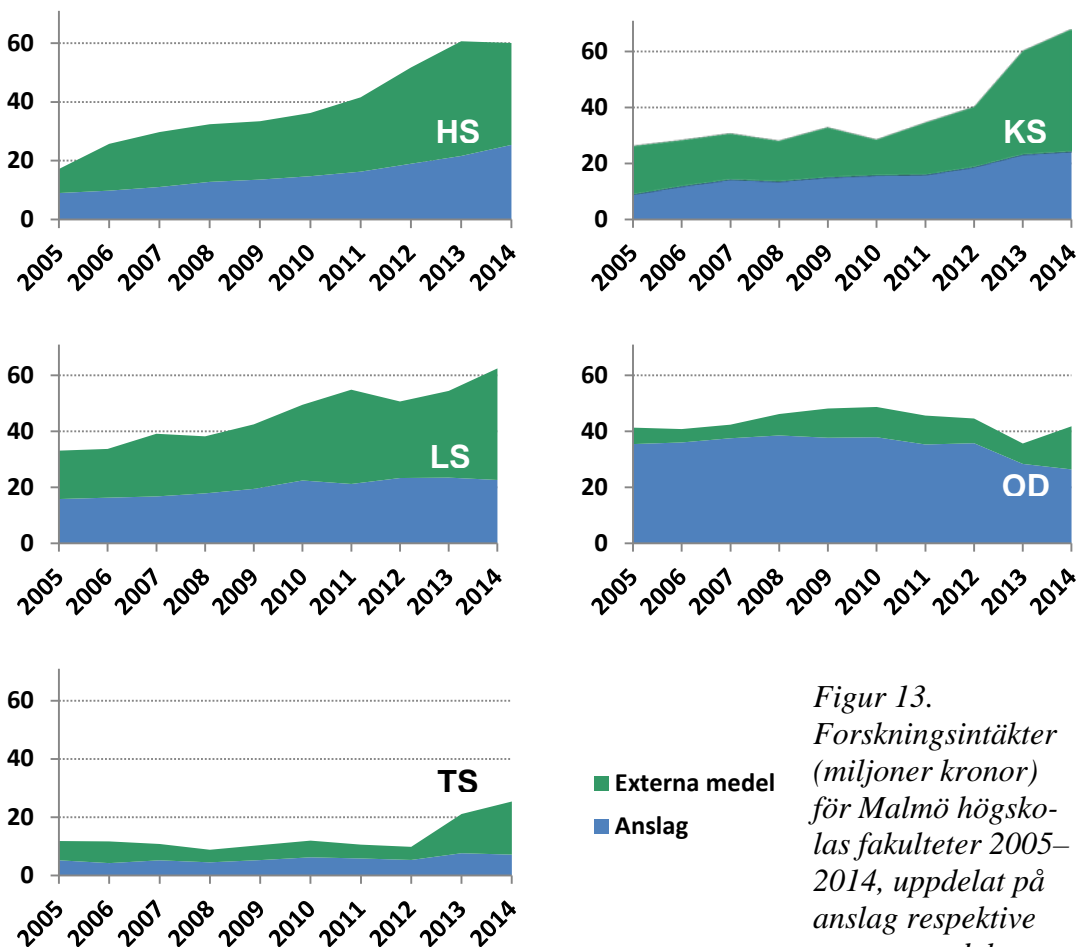 60
40
20
0
HS
2005 2006 2007 2008 2009 2010 2011 2012 2013 2014
60
40
20
0
KS
2005 2006 2007 2008 2009 2010 2011 2012 2013 2014
60
40
20
0
LS
2005 2006 2007 2008 2009 2010 2011 2012 2013 2014
60
40
20
0
OD
2005 2006 2007 2008 2009 2010 2011 2012 2013 2014
60
40
20
0
TS
2005 2006 2007 2008 2009 2010 2011 2012 2013 2014
Externa medel
Anslag
Figur 13.
Forskningsintäkter
(miljoner kronor)
för Malmö högsko-
las fakulteter 2005–
2014, uppdelat på
anslag respektive